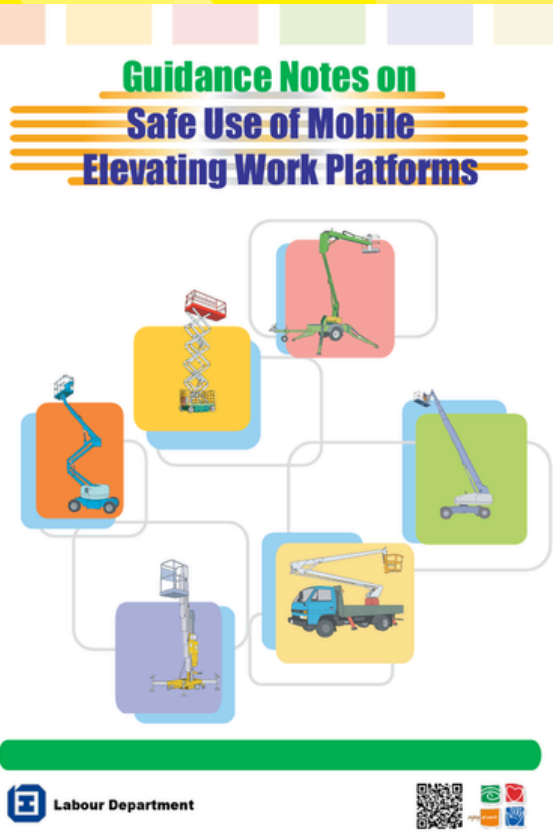 Guidance Notes on
Safe Use of Mobile
Elevating Work Platforms
Labour Department